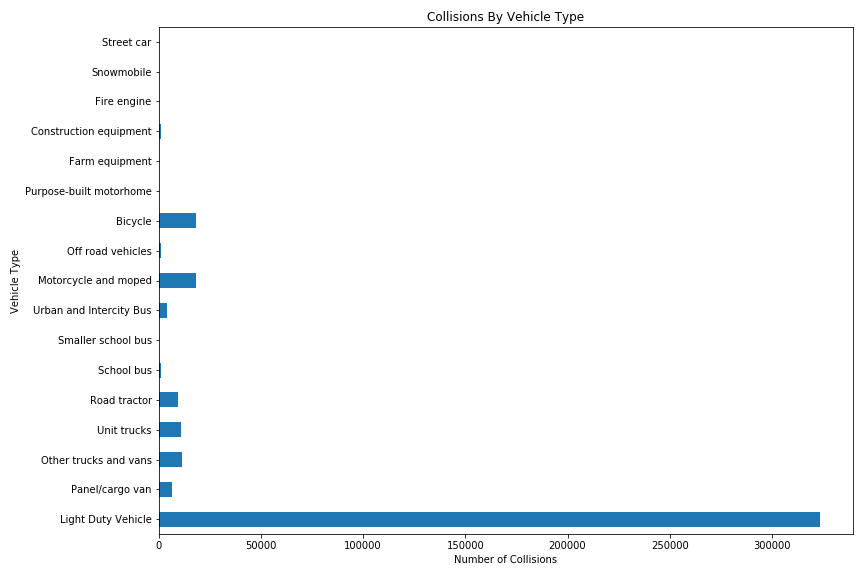 Collisions By Vehicle Type
Street car
Snowmobile
Fire engine
Construction equipment
Farm equipment
Purpose-built motorhome
Bicycle
Off road vehicles
Motorcycle and moped
Urban and Intercity Bus
Smaller school bus
School bus
Road tractor
Unit trucks
Other trucks and vans
Panel/cargo van
Light Duty Vehicle
Vehicle Type
0 50000 100000 150000 200000 250000 300000
Number of Collisions